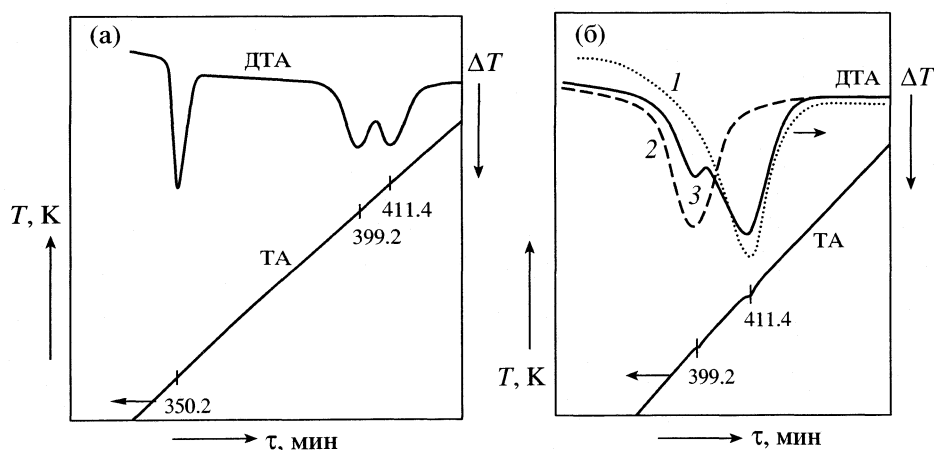 (а)
ДТА
ΔT
T, К
411.4
399.2
ТА
350.2
τ, мин
(б)
1
ДТА
ΔT
2
3
ТА
411.4
T, К
399.2
τ, мин